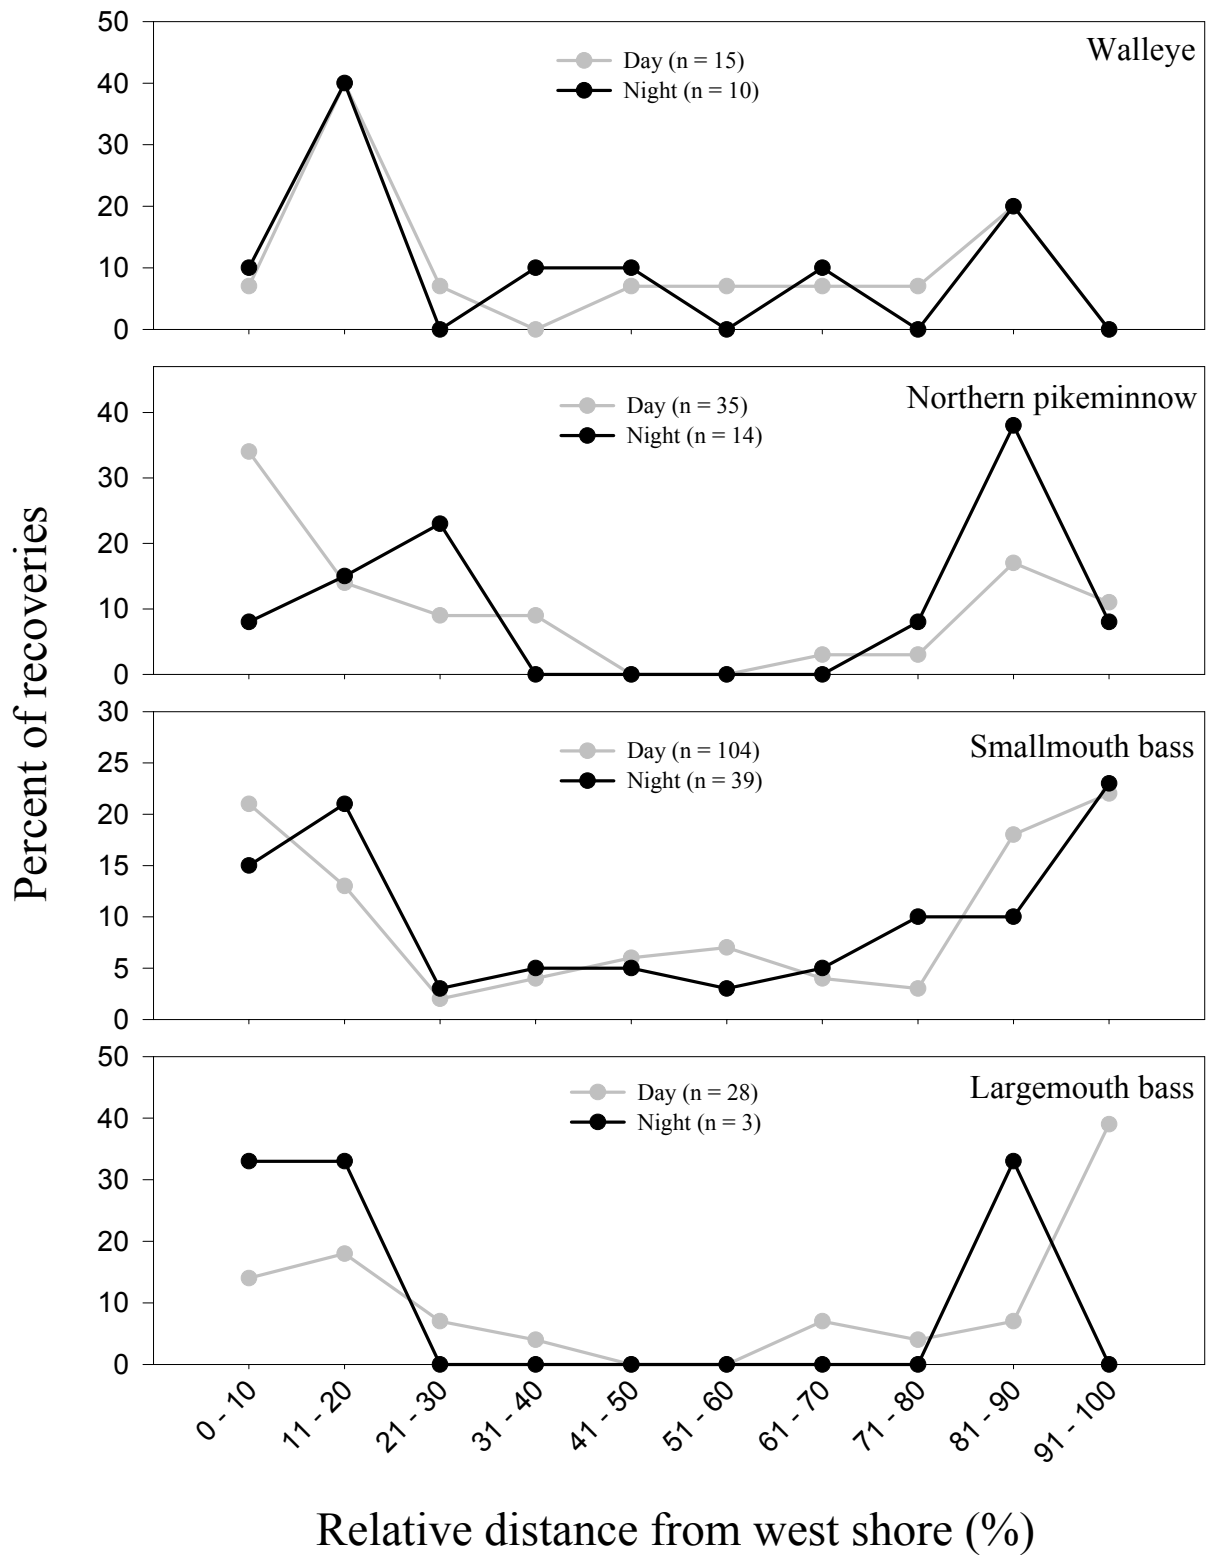 50
40
30
20
10
0
Day (n = 15)
Night (n = 10)
Walleye
40
30
20
10
0
Day (n = 35)
Night (n = 14)
Northern pikeminnow
30
25
20
15
10
5
0
Day (n = 104)
Night (n = 39)
Smallmouth bass
50
40
30
20
10
0
Day (n = 28)
Night (n = 3)
Largemouth bass
Percent of recoveries
0 - 10
11 - 20
21 - 30
31 - 40
41 - 50
51 - 60
61 - 70
71 - 80
81 - 90
91 - 100
Relative distance from west shore (%)